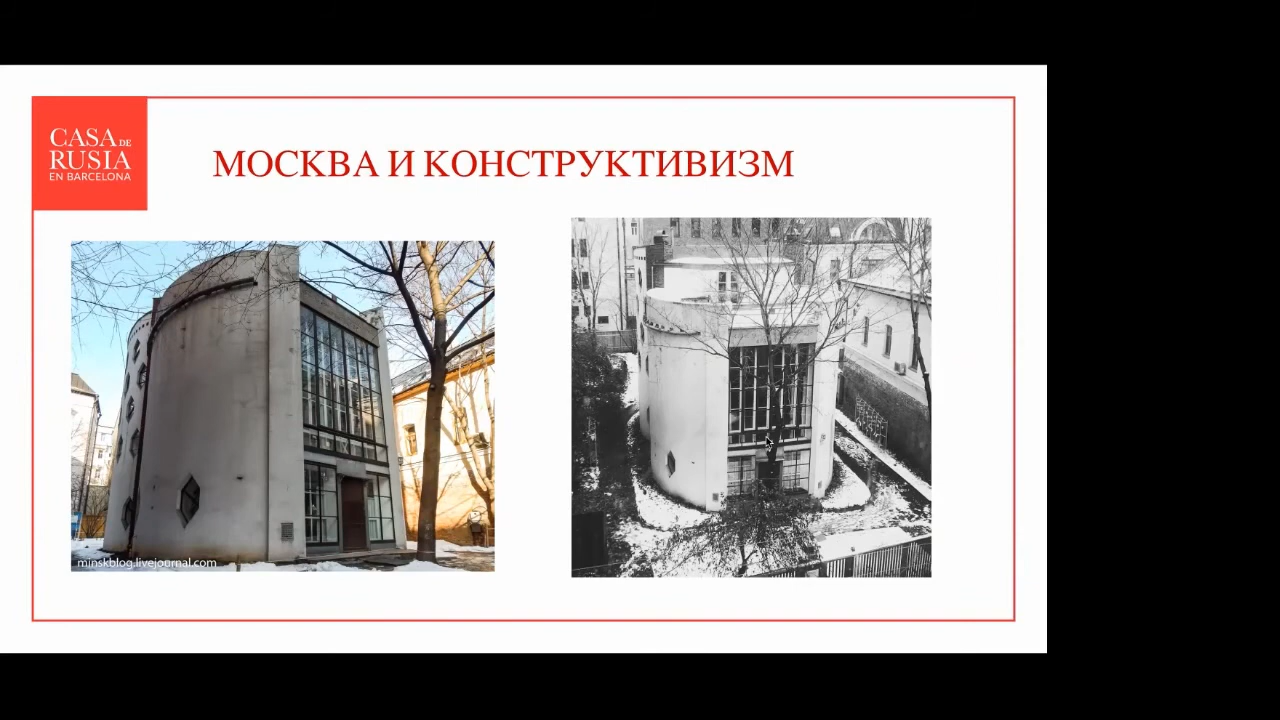 CASA DE
RUSIA
EN BARCELONA
МОСКВА И КОНСТРУКТИВИЗМ
minskblog.livejournal.com